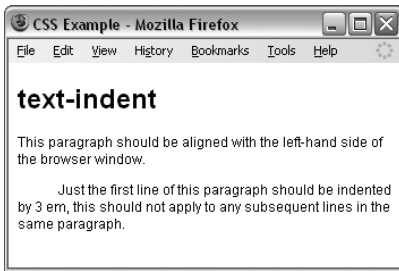 CSS Example - Mozilla Firefox
File Edit View History Bookmarks Tools Help
text-indent
This paragraph should be aligned with the left-hand side of
the browser window.
Just the first line of this paragraph should be indented
by 3 em, this should not apply to any subsequent lines in the
same paragraph.